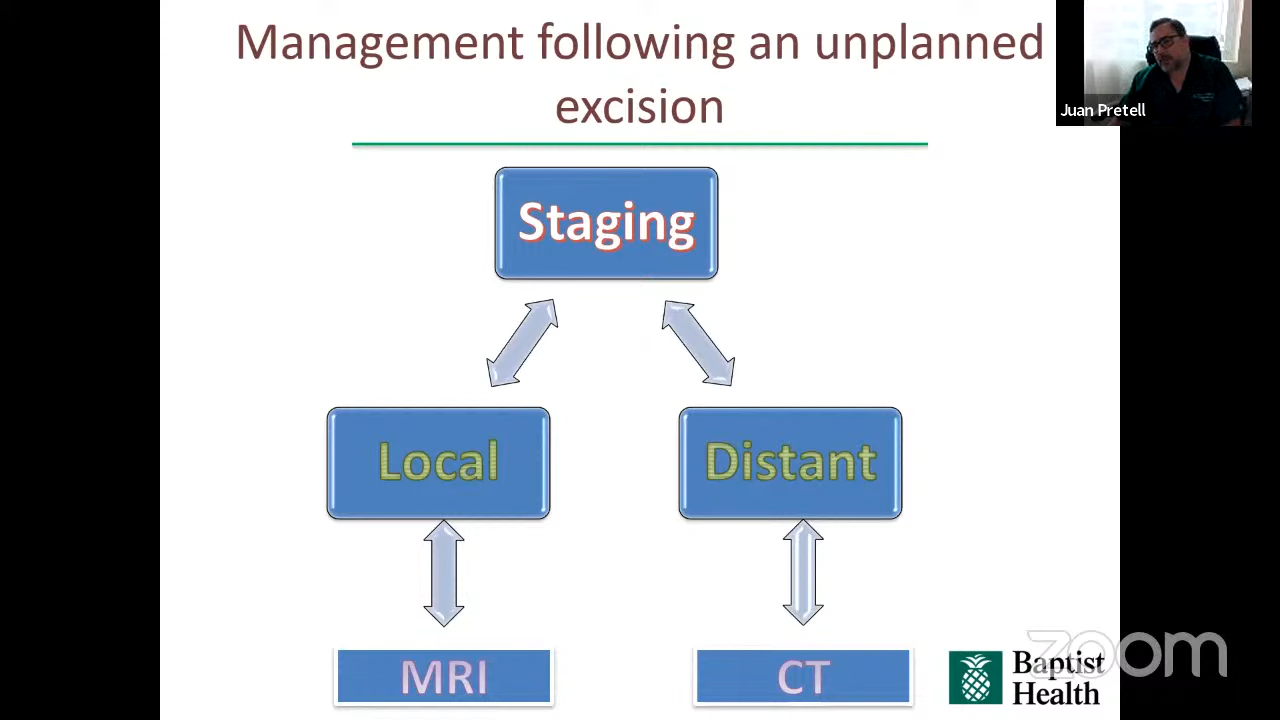 Management following an unplanned
excision
Juan Pretell
Staging
Local
Distant
MRI
CT
zoom
Baptist
Health